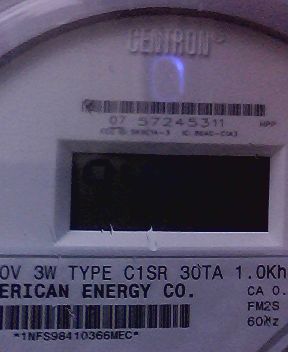 CENTRON®
07 57245311
0V 3W TYPE C1SR 30TA 1.0Kh
ERICAN ENERGY CO. CA 0.
FM2S
60Hz
*1NFS98410366MEC*